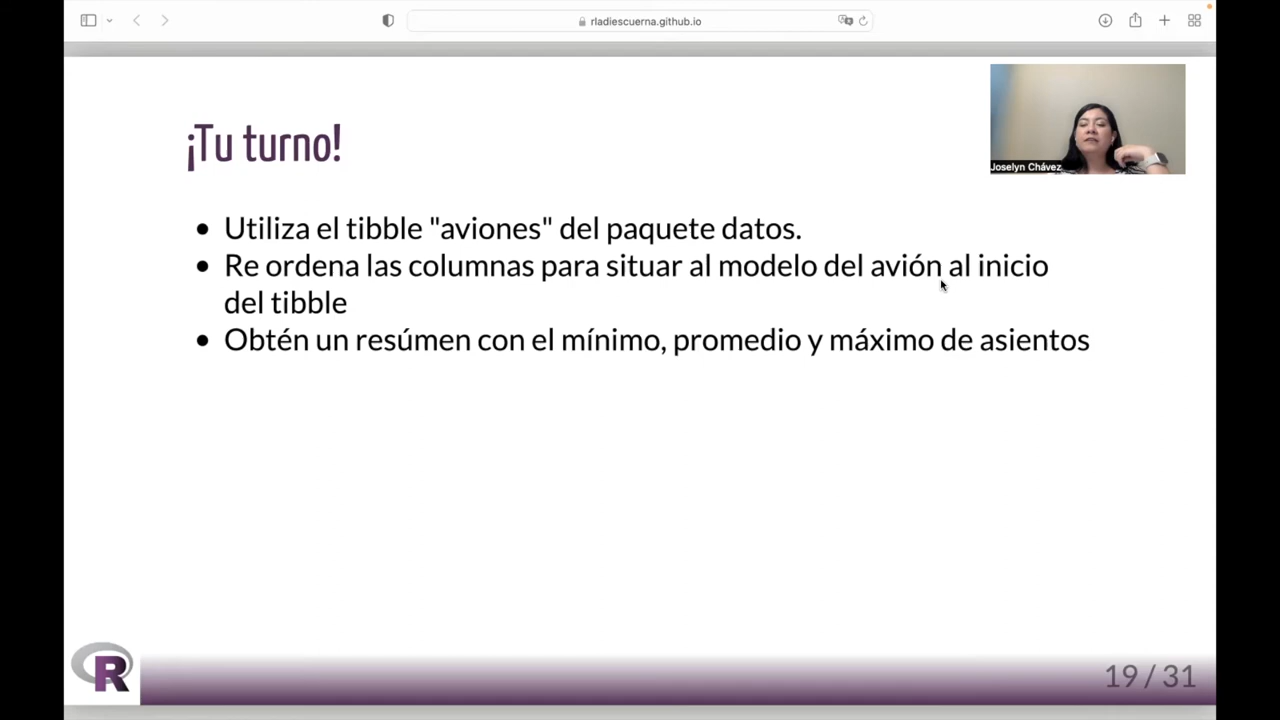 rladiescuerna.github.io
¡Tu turno!
Joselyn Chávez
Utiliza el tibble "aviones" del paquete datos.
Re ordena las columnas para situar al modelo del avión al inicio
del tibble
Obtén un resúmen con el mínimo, promedio y máximo de asientos
R
19 / 31